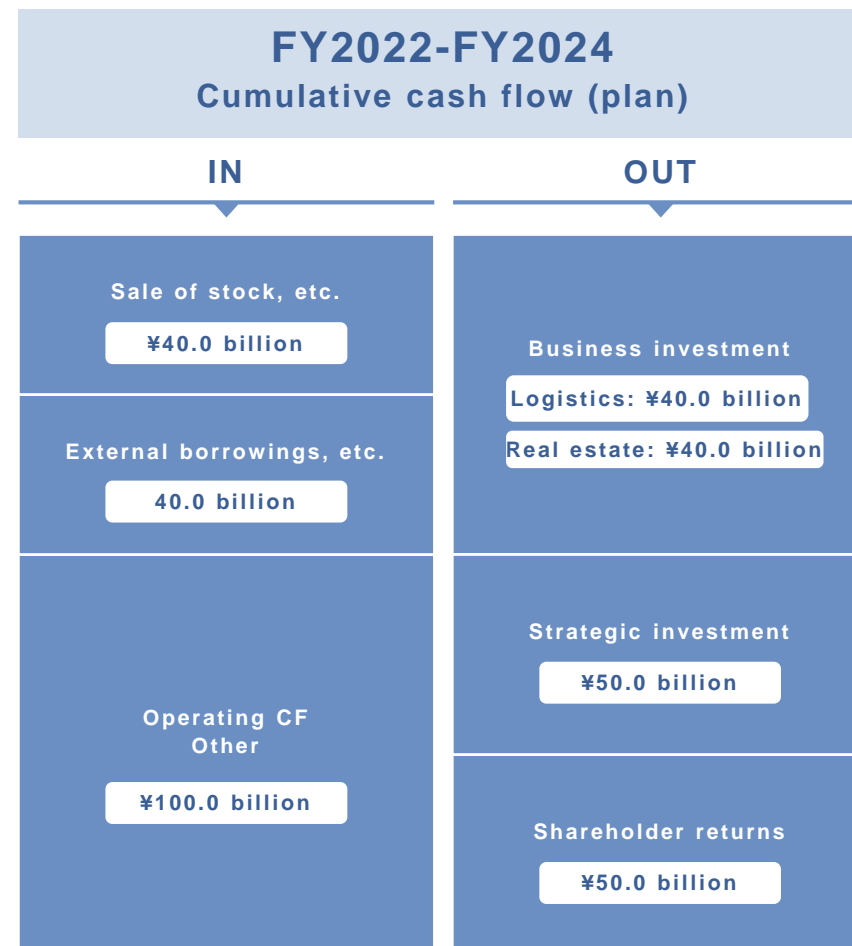 FY2022-FY2024
Cumulative cash flow (plan)
IN
Sale of stock, etc.
¥40.0 billion
External borrowings, etc.
40.0 billion
Operating CF
Other
¥100.0 billion
OUT
Business investment
Logistics: ¥40.0 billion
Real estate: ¥40.0 billion
Strategic investment
¥50.0 billion
Shareholder returns
¥50.0 billion